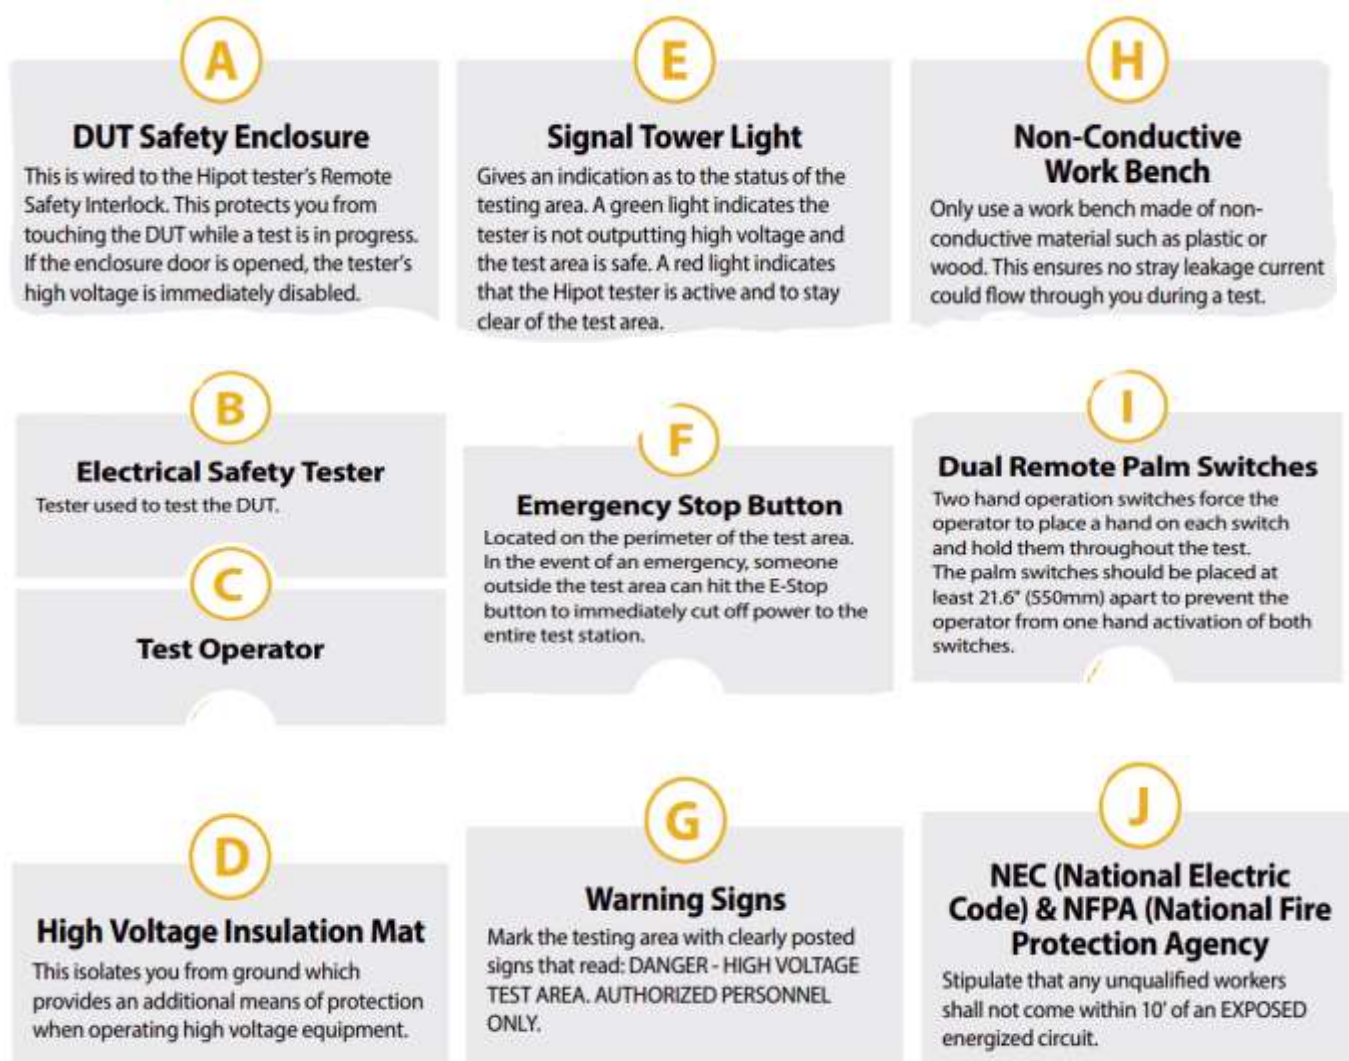 A
DUT Safety Enclosure
This is wired to the Hipot tester's Remote
Safety Interlock. This protects you from
touching the DUT while a test is in progress.
If the enclosure door is opened, the tester's
high voltage is immediately disabled.
E
Signal Tower Light
Gives an indication as to the status of the
testing area. A green light indicates the
tester is not outputting high voltage and
the test area is safe. A red light indicates
that the Hipot tester is active and to stay
clear of the test area.
H
Non-Conductive
Work Bench
Only use a work bench made of non-
conductive material such as plastic or
wood. This ensures no stray leakage current
could flow through you during a test.
B
Electrical Safety Tester
Tester used to test the DUT.
C
Test Operator
F
Emergency Stop Button
Located on the perimeter of the test area.
In the event of an emergency, someone
outside the test area can hit the E-Stop
button to immediately cut off power to the
entire test station.
I
Dual Remote Palm Switches
Two hand operation switches force the
operator to place a hand on each switch
and hold them throughout the test.
The palm switches should be placed at
least 21.6" (550mm) apart to prevent the
operator from one hand activation of both
switches.
D
High Voltage Insulation Mat
This isolates you from ground which
provides an additional means of protection
when operating high voltage equipment.
G
Warning Signs
Mark the testing area with clearly posted
signs that read: DANGER - HIGH VOLTAGE
TEST AREA. AUTHORIZED PERSONNEL
ONLY.
J
NEC (National Electric
Code) & NFPA (National Fire
Protection Agency
Stipulate that any unqualified workers
shall not come within 10' of an EXPOSED
energized circuit.